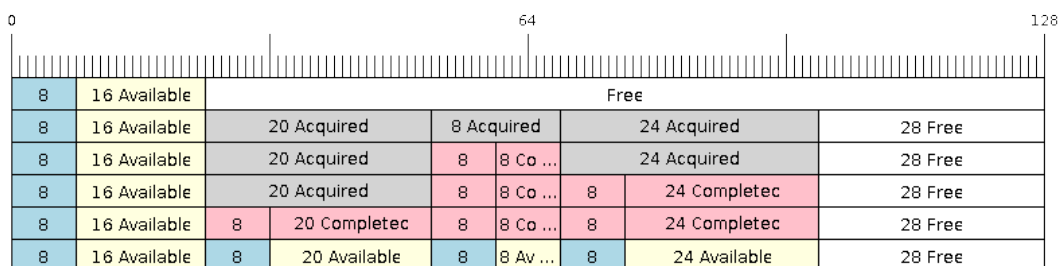 0 64 128
8 16 Available Free
8 16 Available 20 Acquired 8 Acquired 24 Acquired 28 Free
8 16 Available 20 Acquired 8 8 Co ... 24 Acquired 28 Free
8 16 Available 20 Acquired 8 8 Co ... 8 24 Completec 28 Free
8 16 Available 8 20 Completec 8 8 Co ... 8 24 Completec 28 Free
8 16 Available 8 20 Available 8 8 Av ... 8 24 Available 28 Free